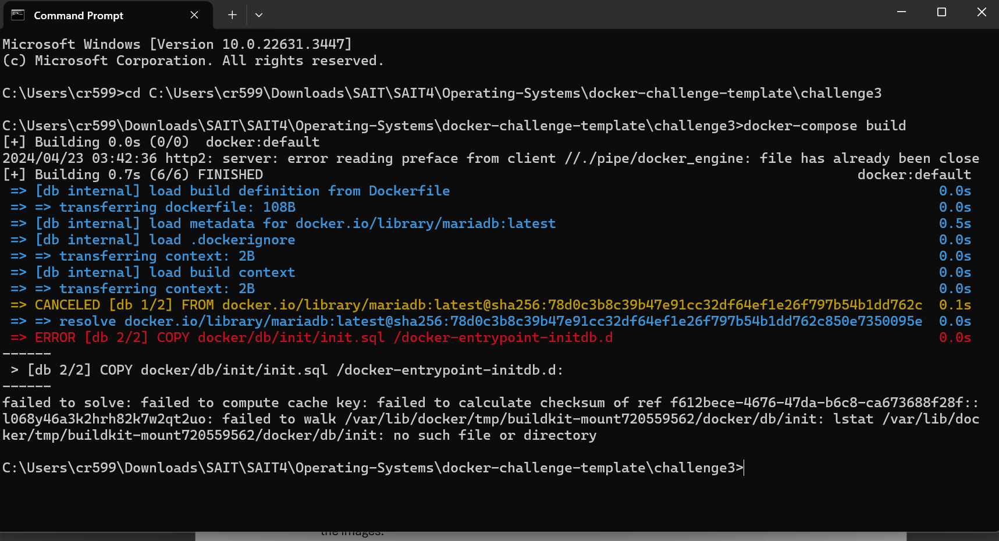 Command Prompt
Microsoft Windows [Version 10.0.22631.3447]
(c) Microsoft Corporation. All rights reserved.
C:\Users\cr599>cd C:\Users\cr599\Downloads\SAIT\SAIT4\Operating-Systems\docker-challenge-template\challenge3
C:\Users\cr599\Downloads\SAIT\SAIT4\Operating-Systems\docker-challenge-template\challenge3>docker-compose build
[+] Building 0.0s (0/0)  docker:default
2024/04/23 03:42:36 http2: server: error reading preface from client //./pipe/docker_engine: file has already been close
[+] Building 0.7s (6/6) FINISHED docker:default
=> [db internal] load build definition from Dockerfile 0.0s
=> => transferring dockerfile: 108B 0.0s
=> [db internal] load metadata for docker.io/library/mariadb:latest 0.5s
=> [db internal] load .dockerignore 0.0s
=> => transferring context: 2B 0.0s
=> [db internal] load build context 0.0s
=> => transferring context: 2B 0.0s
=> CANCELED [db 1/2] FROM docker.io/library/mariadb:latest@sha256:78d0c3b8c39b47e91cc32df64ef1e26f797b54b1dd762c 0.1s
=> => resolve docker.io/library/mariadb:latest@sha256:78d0c3b8c39b47e91cc32df64ef1e26f797b54b1dd762c850e7350095e 0.0s
=> ERROR [db 2/2] COPY docker/db/init/init.sql /docker-entrypoint-initdb.d 0.0s
------
> [db 2/2] COPY docker/db/init/init.sql /docker-entrypoint-initdb.d:
------
failed to solve: failed to compute cache key: failed to calculate checksum of ref f612bece-4676-47da-b6c8-ca673688f28f::
l068y46a3k2hrh82k7w2qt2uo: failed to walk /var/lib/docker/tmp/buildkit-mount720559562/docker/db/init: lstat /var/lib/doc
ker/tmp/buildkit-mount720559562/docker/db/init: no such file or directory
C:\Users\cr599\Downloads\SAIT\SAIT4\Operating-Systems\docker-challenge-template\challenge3>
the images.